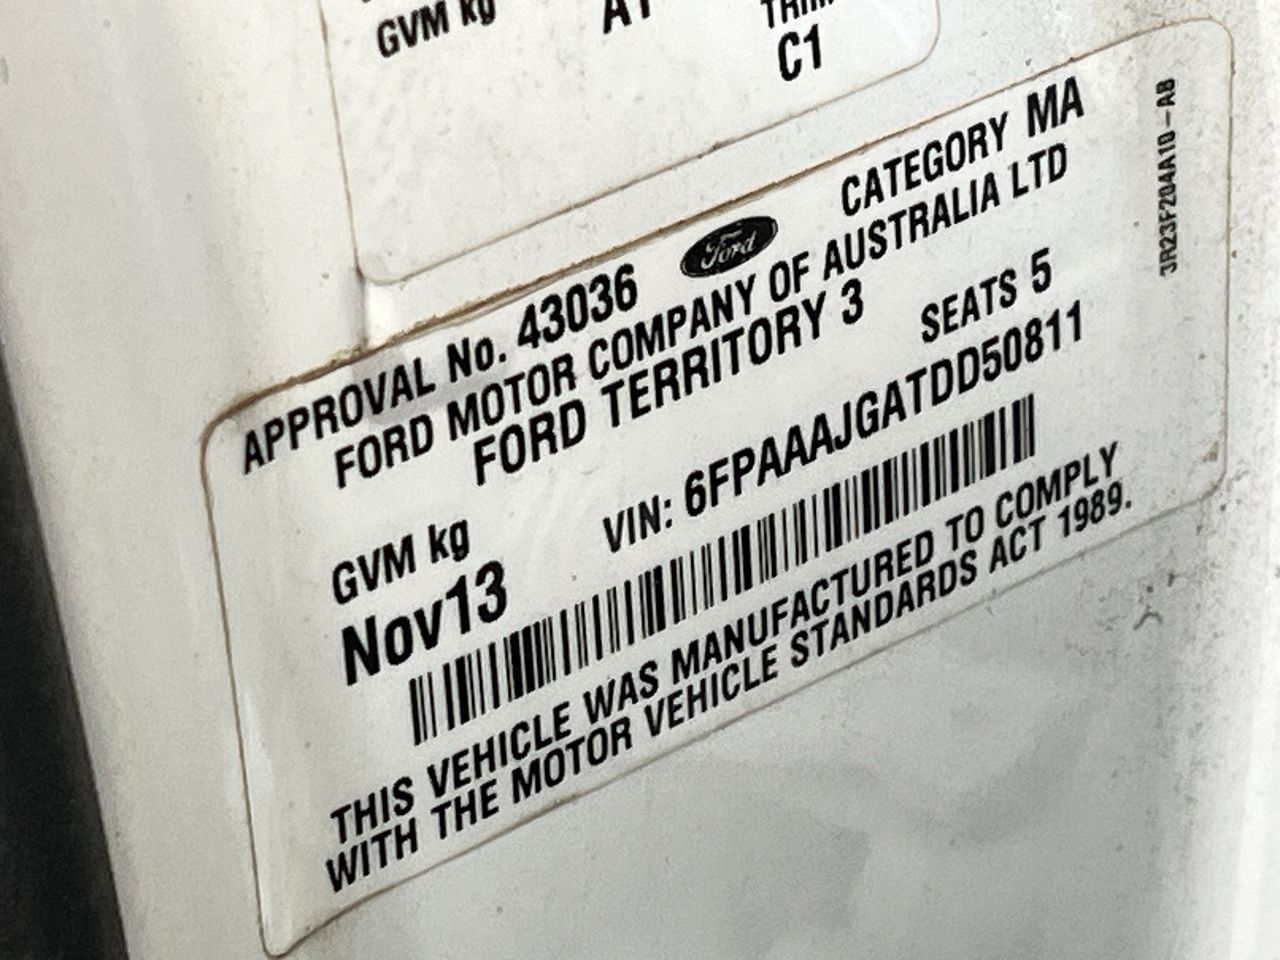 GVM kg
C1
APPROVAL No. 43036 Ford CATEGORY MA
FORD MOTOR COMPANY OF AUSTRALIA LTD
FORD TERRITORY 3 SEATS 5
GVM kg VIN: 6FPAAAJGATDD50811
Nov13
THIS VEHICLE WAS MANUFACTURED TO COMPLY
WITH THE MOTOR VEHICLE STANDARDS ACT 1989.
3R23F204A10-AB